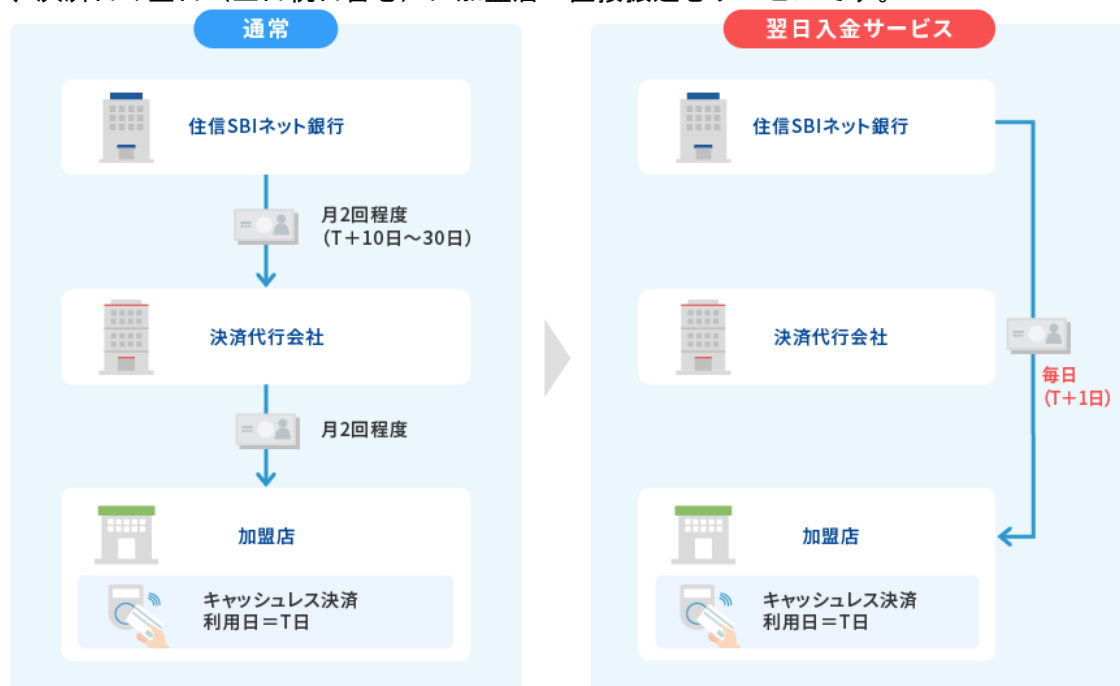 通常
住信SBIネット銀行
月2回程度
（T＋10日～30日）
決済代行会社
月2回程度
加盟店
キャッシュレス決済
利用日＝T日
翌日入金サービス
住信SBIネット銀行
決済代行会社
毎日
（T＋1日）
加盟店
キャッシュレス決済
利用日＝T日